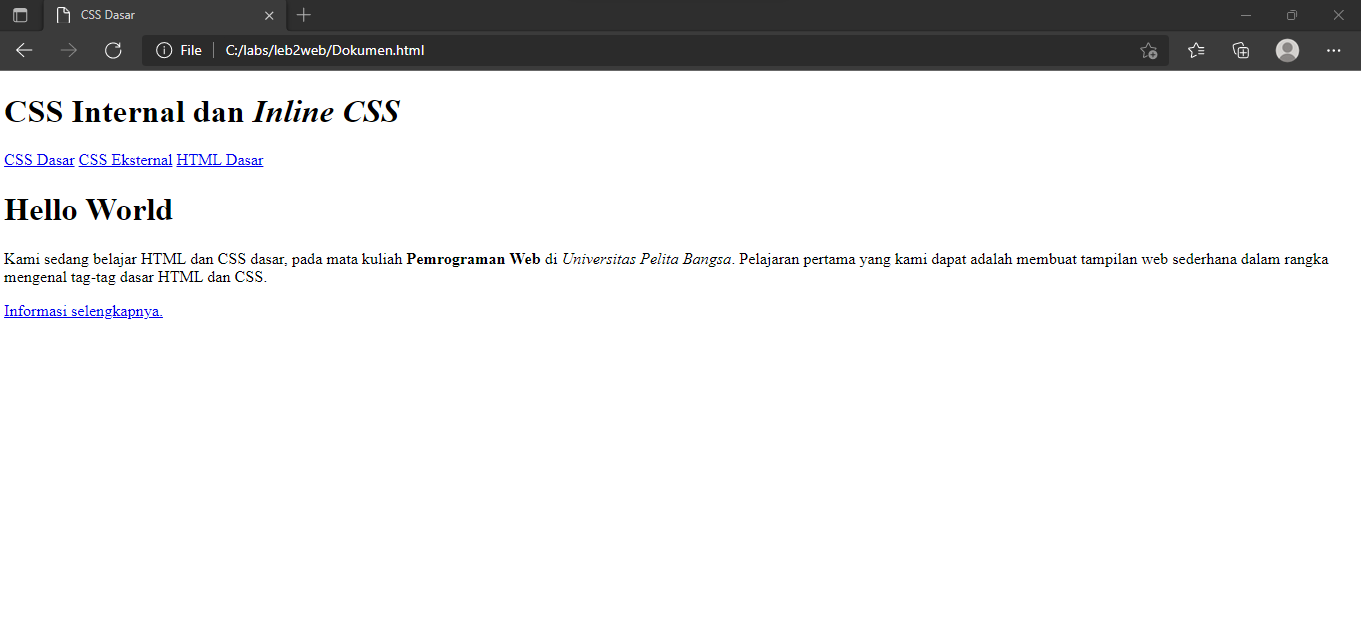 CSS Dasar
File
C:/labs/leb2web/Dokumen.html
CSS Internal dan Inline CSS
CSS Dasar CSS Eksternal HTML Dasar
Hello World
Kami sedang belajar HTML dan CSS dasar, pada mata kuliah Pemrograman Web di Universitas Pelita Bangsa. Pelajaran pertama yang kami dapat adalah membuat tampilan web sederhana dalam rangka
mengenal tag-tag dasar HTML dan CSS.
Informasi selengkapnya.